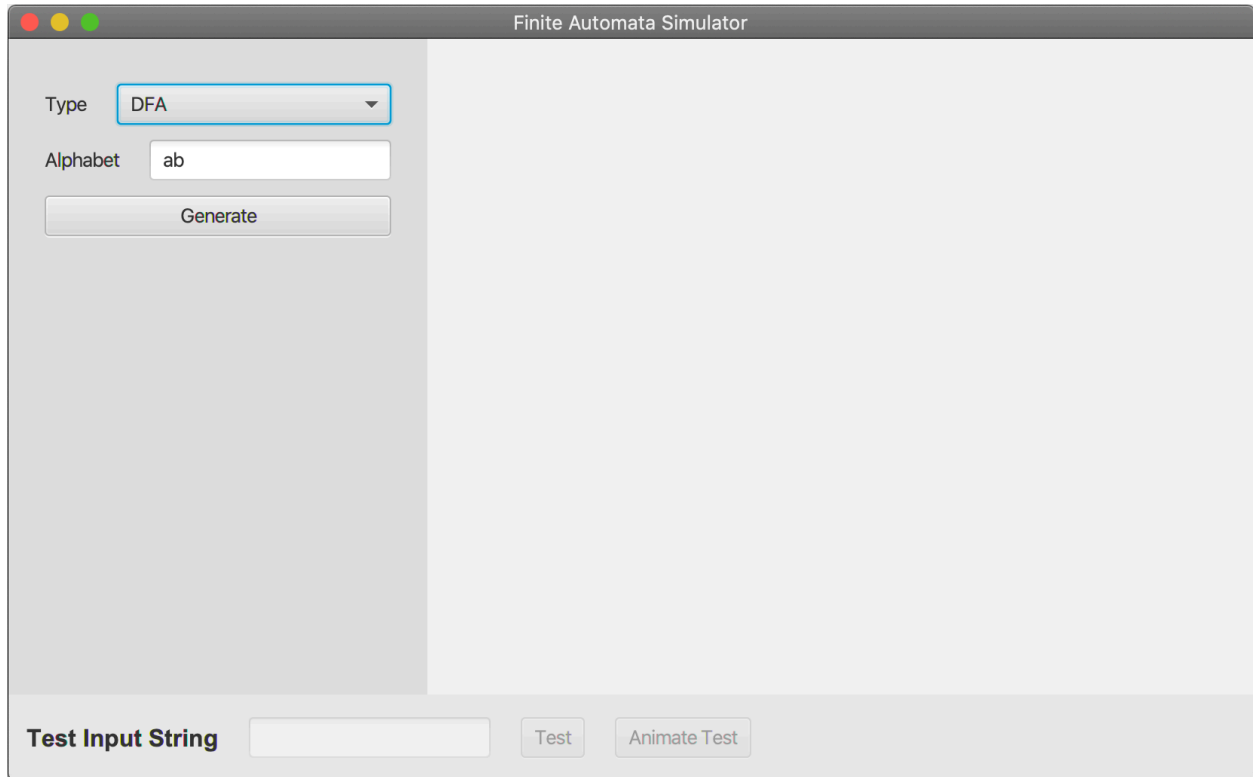 Finite Automata Simulator
Type DFA
Alphabet ab
Generate
Test Input String Test Animate Test